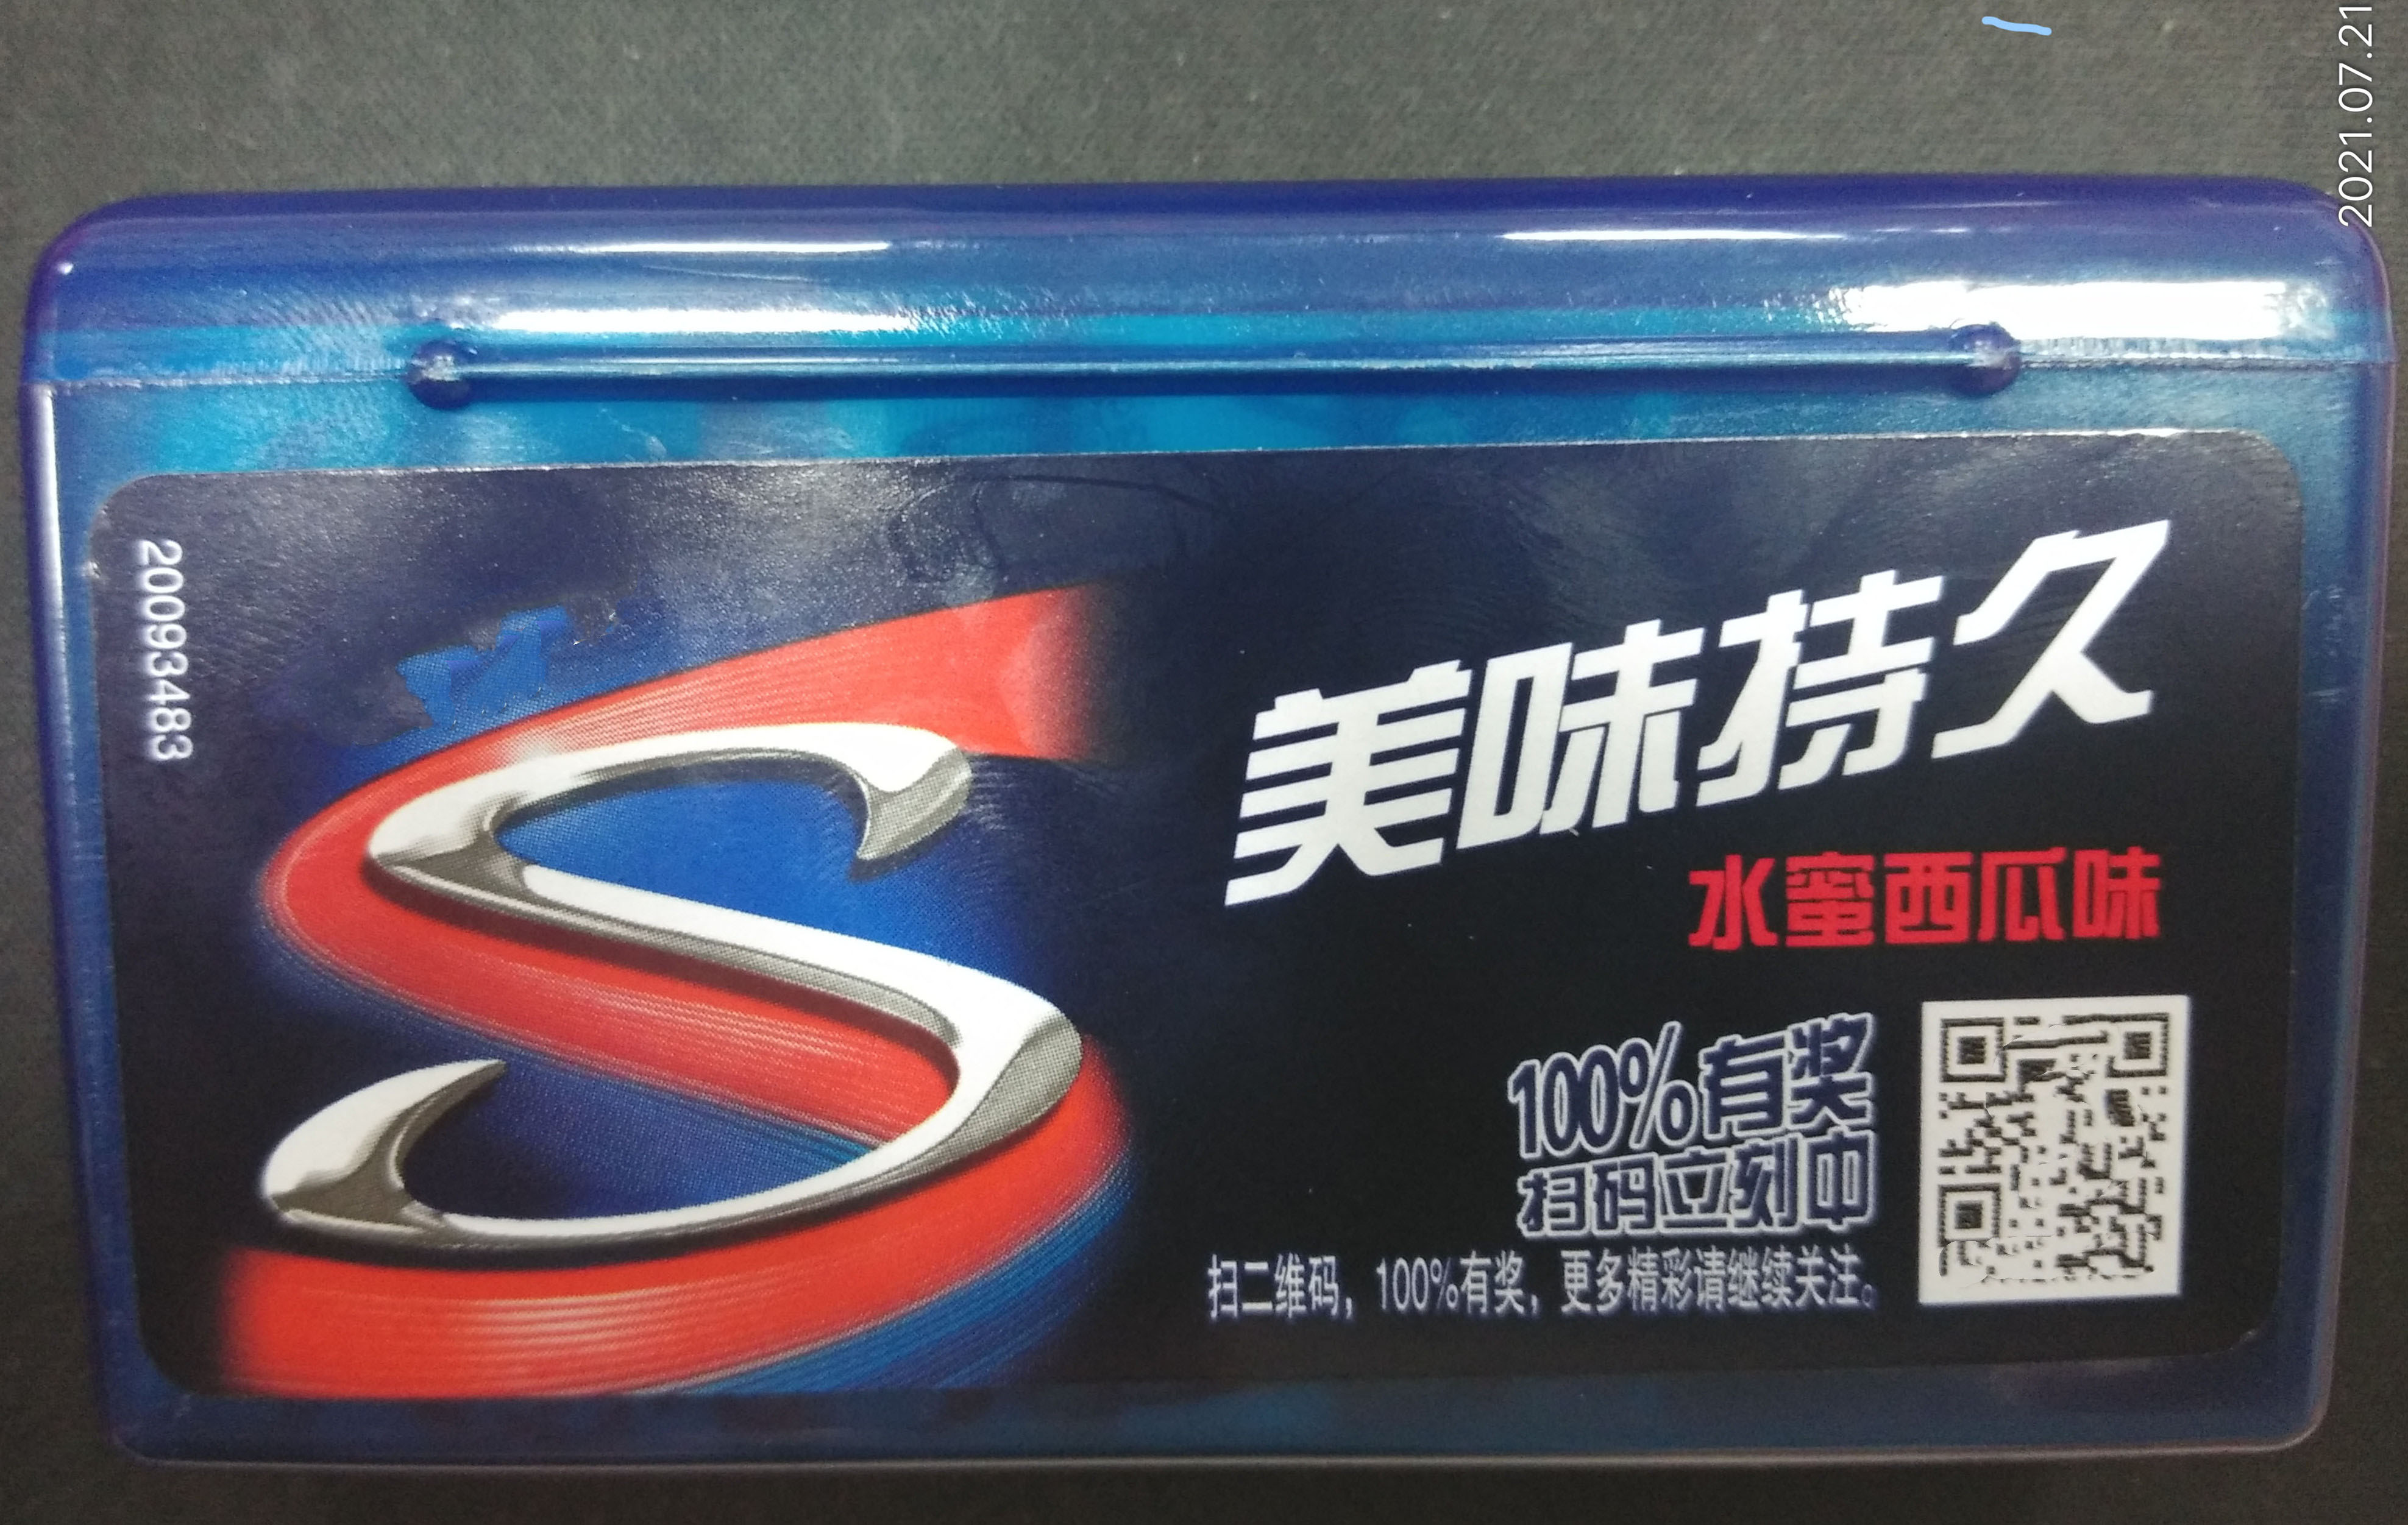 2021.07.21
20093483
美味持久
水蜜西瓜味
100%有奖
扫码立刻中
扫二维码，100%有奖，更多精彩请继续关注。